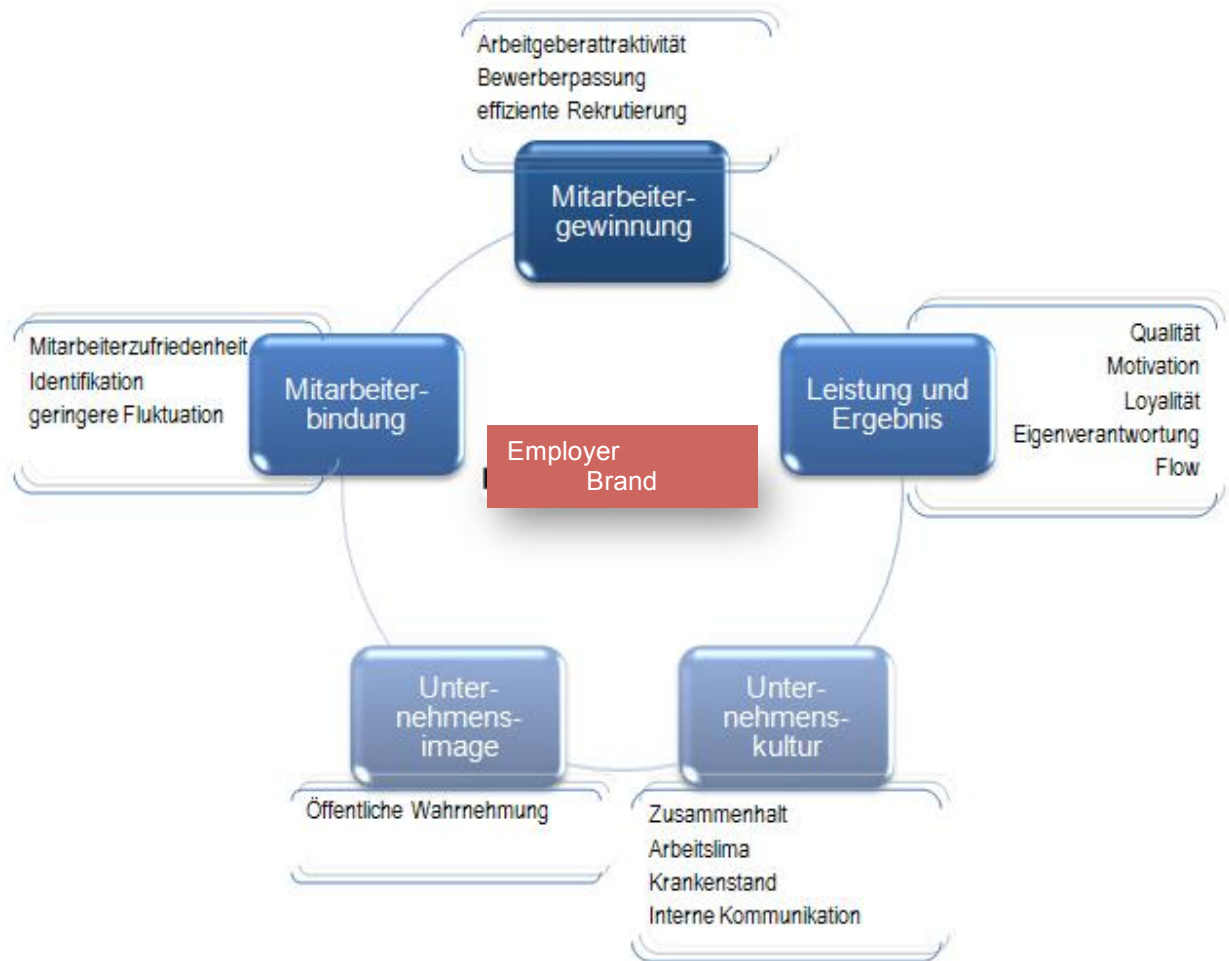 Arbeitgeberattraktivität
Bewerberpassung
effiziente Rekrutierung
Mitarbeiter-
gewinnung
Mitarbeiterzufriedenheit
Identifikation
geringere Fluktuation
Mitarbeiter-
bindung
Leistung und
Ergebnis
Qualität
Motivation
Loyalität
Eigenverantwortung
Flow
Employer
Brand
Unter-
nehmens-
image
Öffentliche Wahrnehmung
Unter-
nehmens-
kultur
Zusammenhalt
Arbeitslima
Krankenstand
Interne Kommunikation